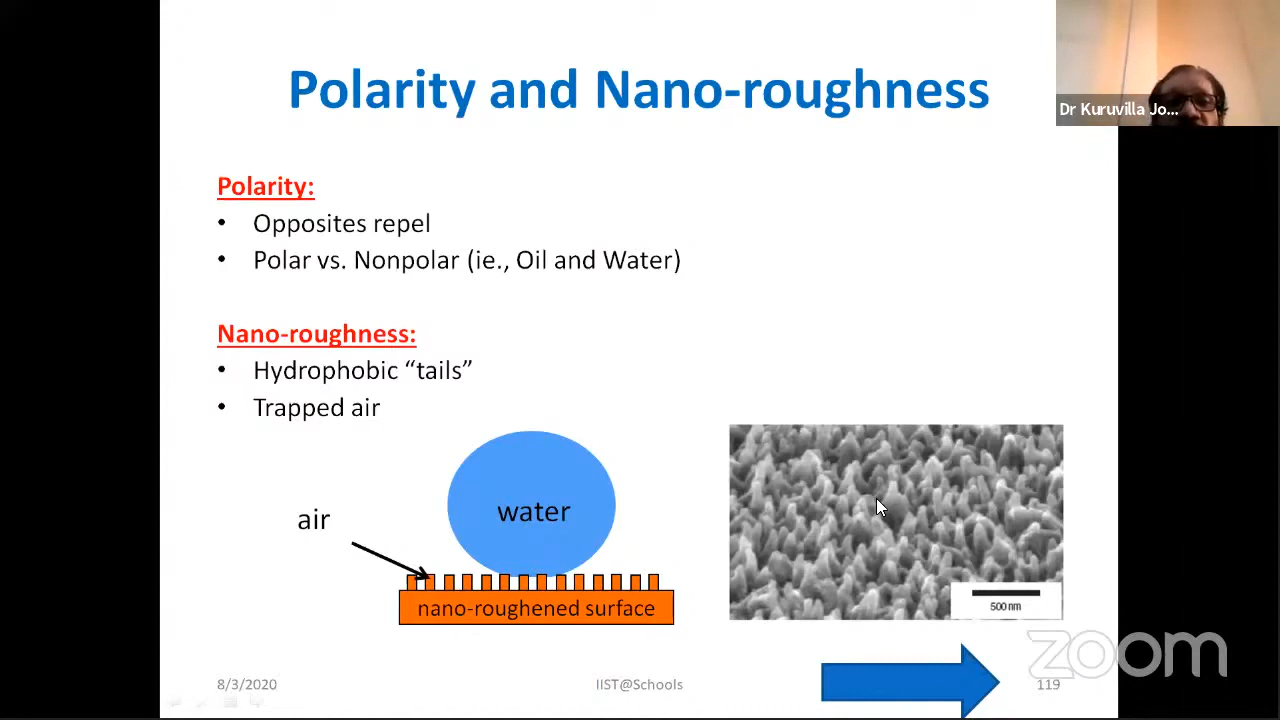 Polarity and Nano-roughness
Dr Kuruvilla Jo...
Polarity:
• Opposites repel
• Polar vs. Nonpolar (ie., Oil and Water)
Nano-roughness:
• Hydrophobic “tails”
• Trapped air
air
water
nano-roughened surface
500 nm
zoom
8/3/2020
IIST@Schools
119